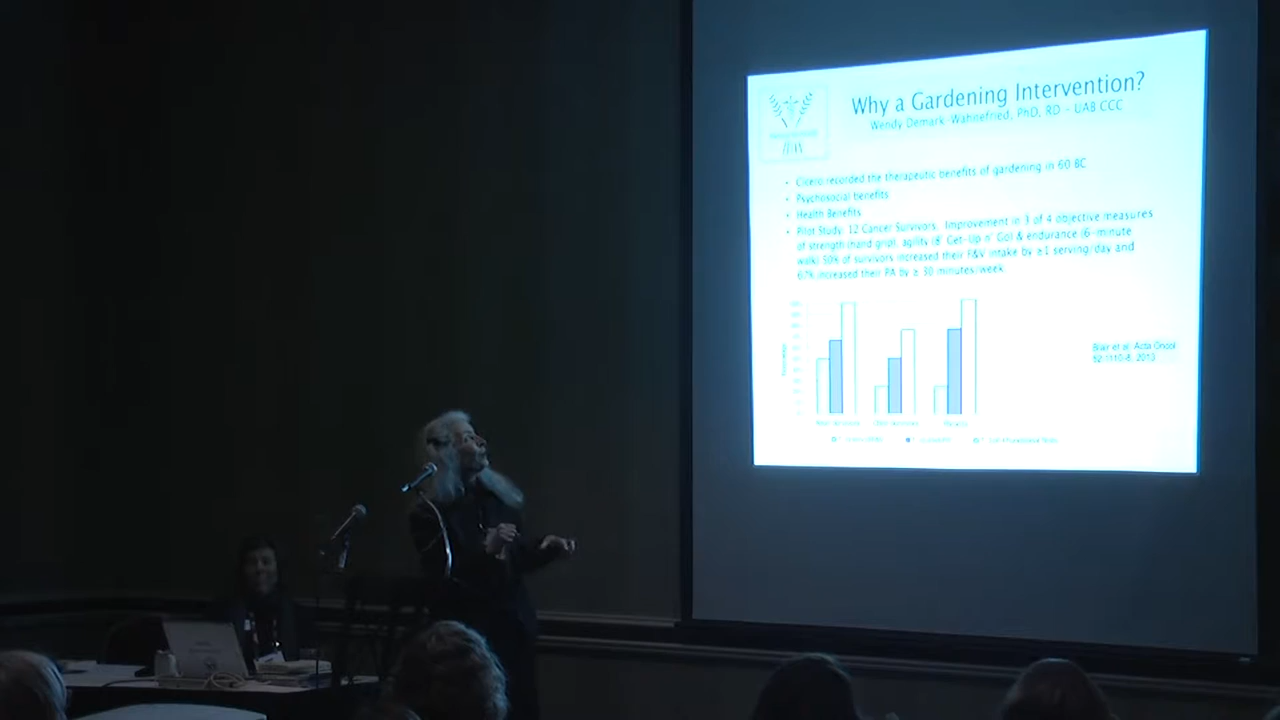 Why a Gardening Intervention?
Wendy Demark-Wahnefried, PhD, RD - UAB CCC
• Cicero recorded the therapeutic benefits of gardening in 60 BC
• Psychosocial benefits
• Health Benefits
• Pilot Study: 12 Cancer Survivors. Improvement in 3 of 4 objective measures
of strength (hand grip), agility (8' Get-Up n' Go) & endurance (6-minute
walk) 50% of survivors increased their F&V intake by ≥1 serving/day and
67% increased their PA by ≥ 30 minutes/week
Blair et al. Acta Oncol
52:1110-8, 2013